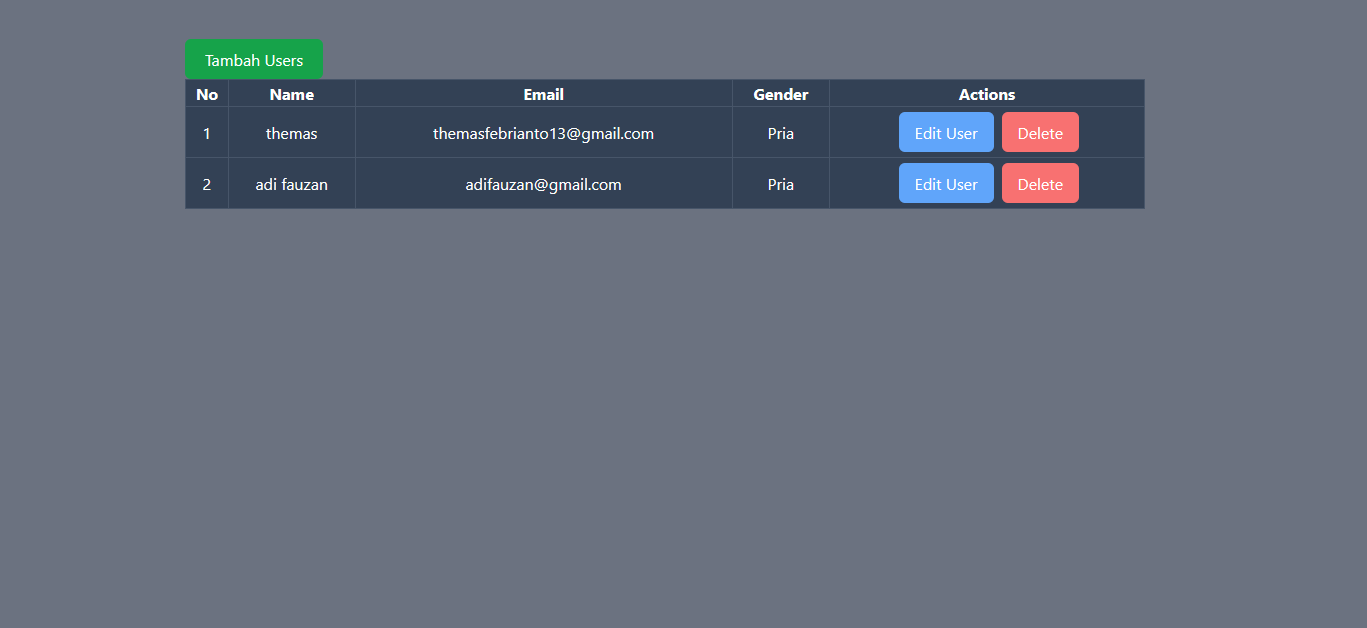 Tambah Users
No Name Email Gender Actions
1 themas themasfebrianto13@gmail.com Pria Edit User Delete
2 adi fauzan adifauzan@gmail.com Pria Edit User Delete